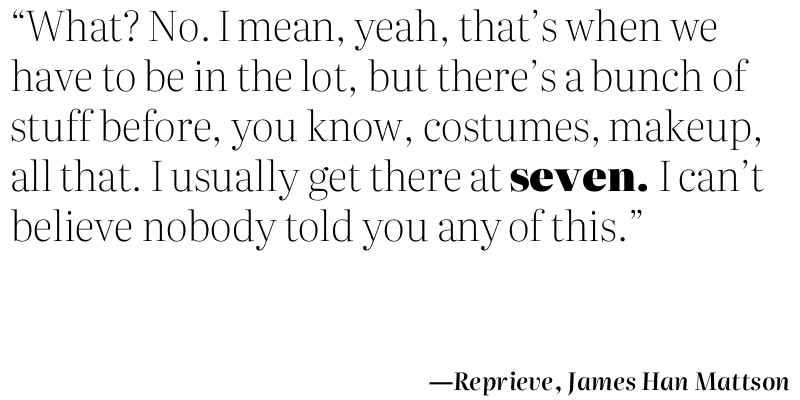 “What? No. I mean, yeah, that’s when we
have to be in the lot, but there’s a bunch of
stuff before, you know, costumes, makeup,
all that. I usually get there at seven. I can’t
believe nobody told you any of this.”
—Reprieve, James Han Mattson